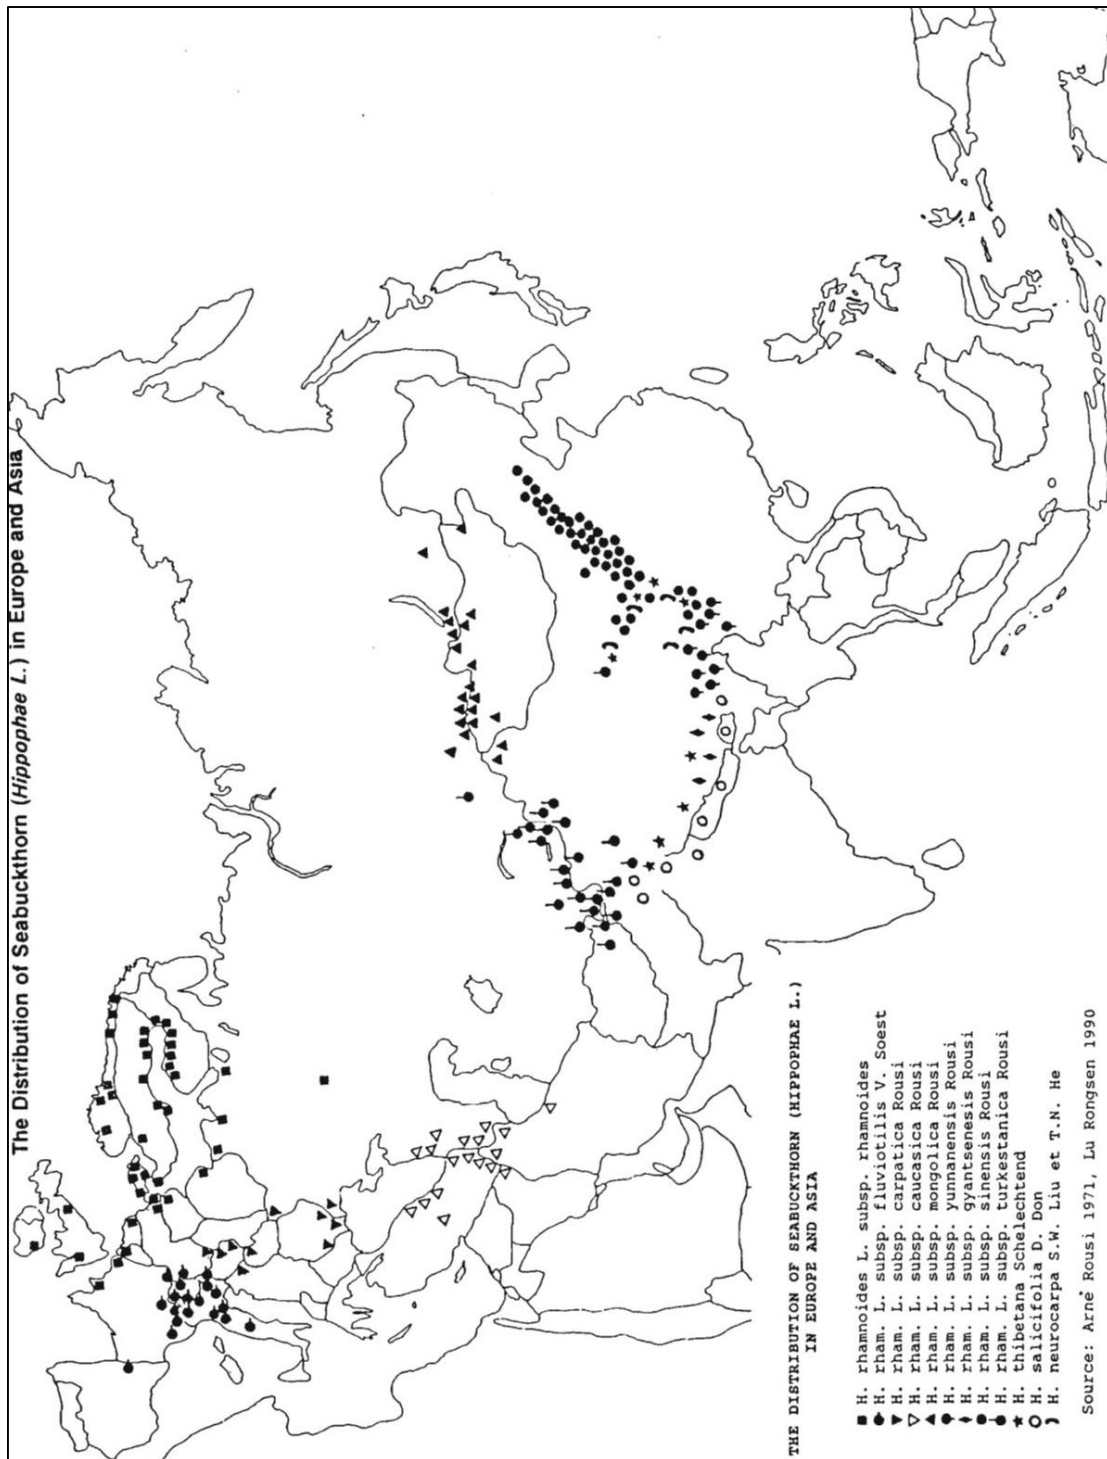 The Distribution of Seabuckthorn (Hippophae L.) in Europe and Asia
THE DISTRIBUTION OF SEABUCKTHORN (HIPPOPHAE L.)
IN EUROPE AND ASIA
H. rhamnoides L. subsp. rhamnoides
H. rham. L. subsp. fluviotilis V. Soest
H. rham. L. subsp. carpatica Rousi
H. rham. L. subsp. caucasica Rousi
H. rham. L. subsp. mongolica Rousi
H. rham. L. subsp. yunnanensis Rousi
H. rham. L. subsp. gyantsenesis Rousi
H. rham. L. subsp. sinensis Rousi
H. rham. L. subsp. turkestanica Rousi
H. thibetana Schelechtend
H. salicifolia D. Don
H. neurocarpa S.W. Liu et T.N. He
Source: Arné Rousi 1971, Lu Rongsen 1990